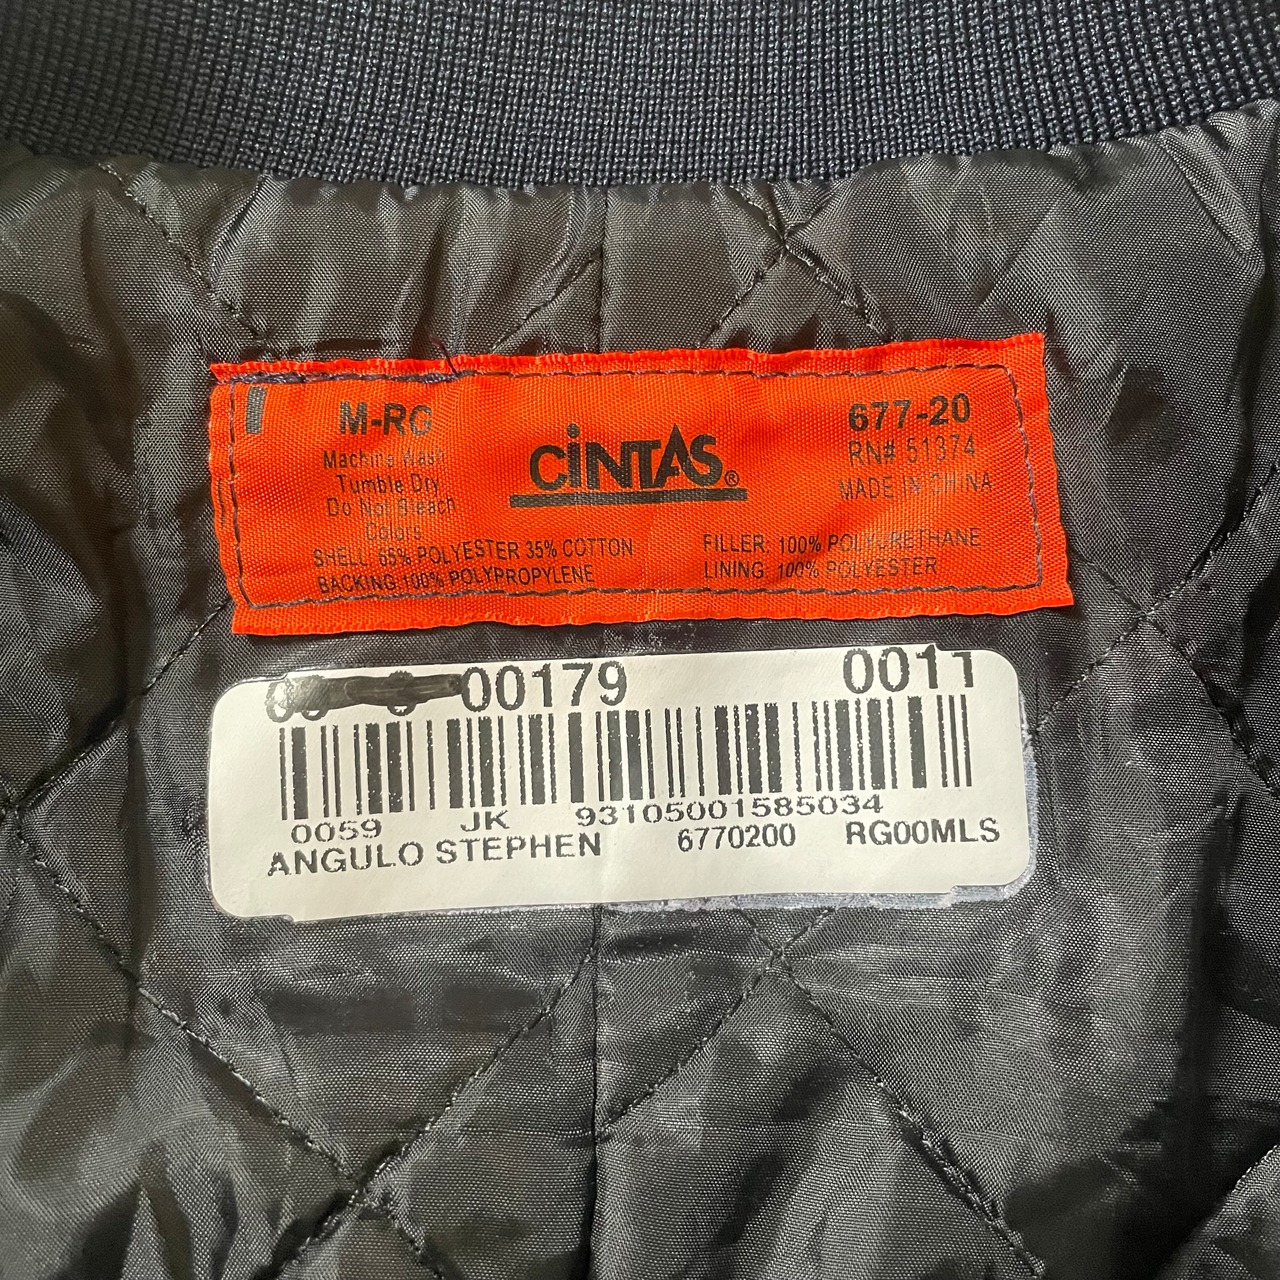 M-RG
Machine Wash
Tumble Dry
Do Not Bleach
Colors
CINTAS®
677-20
RN# 51374
MADE IN CHINA
SHELL: 65% POLYESTER 35% COTTON
BACKING 100% POLYPROPYLENE
FILLER: 100% POLYURETHANE
LINING: 100% POLYESTER
00179 0011
0059 JK 93105001585034
ANGULO STEPHEN 6770200 RG00MLS